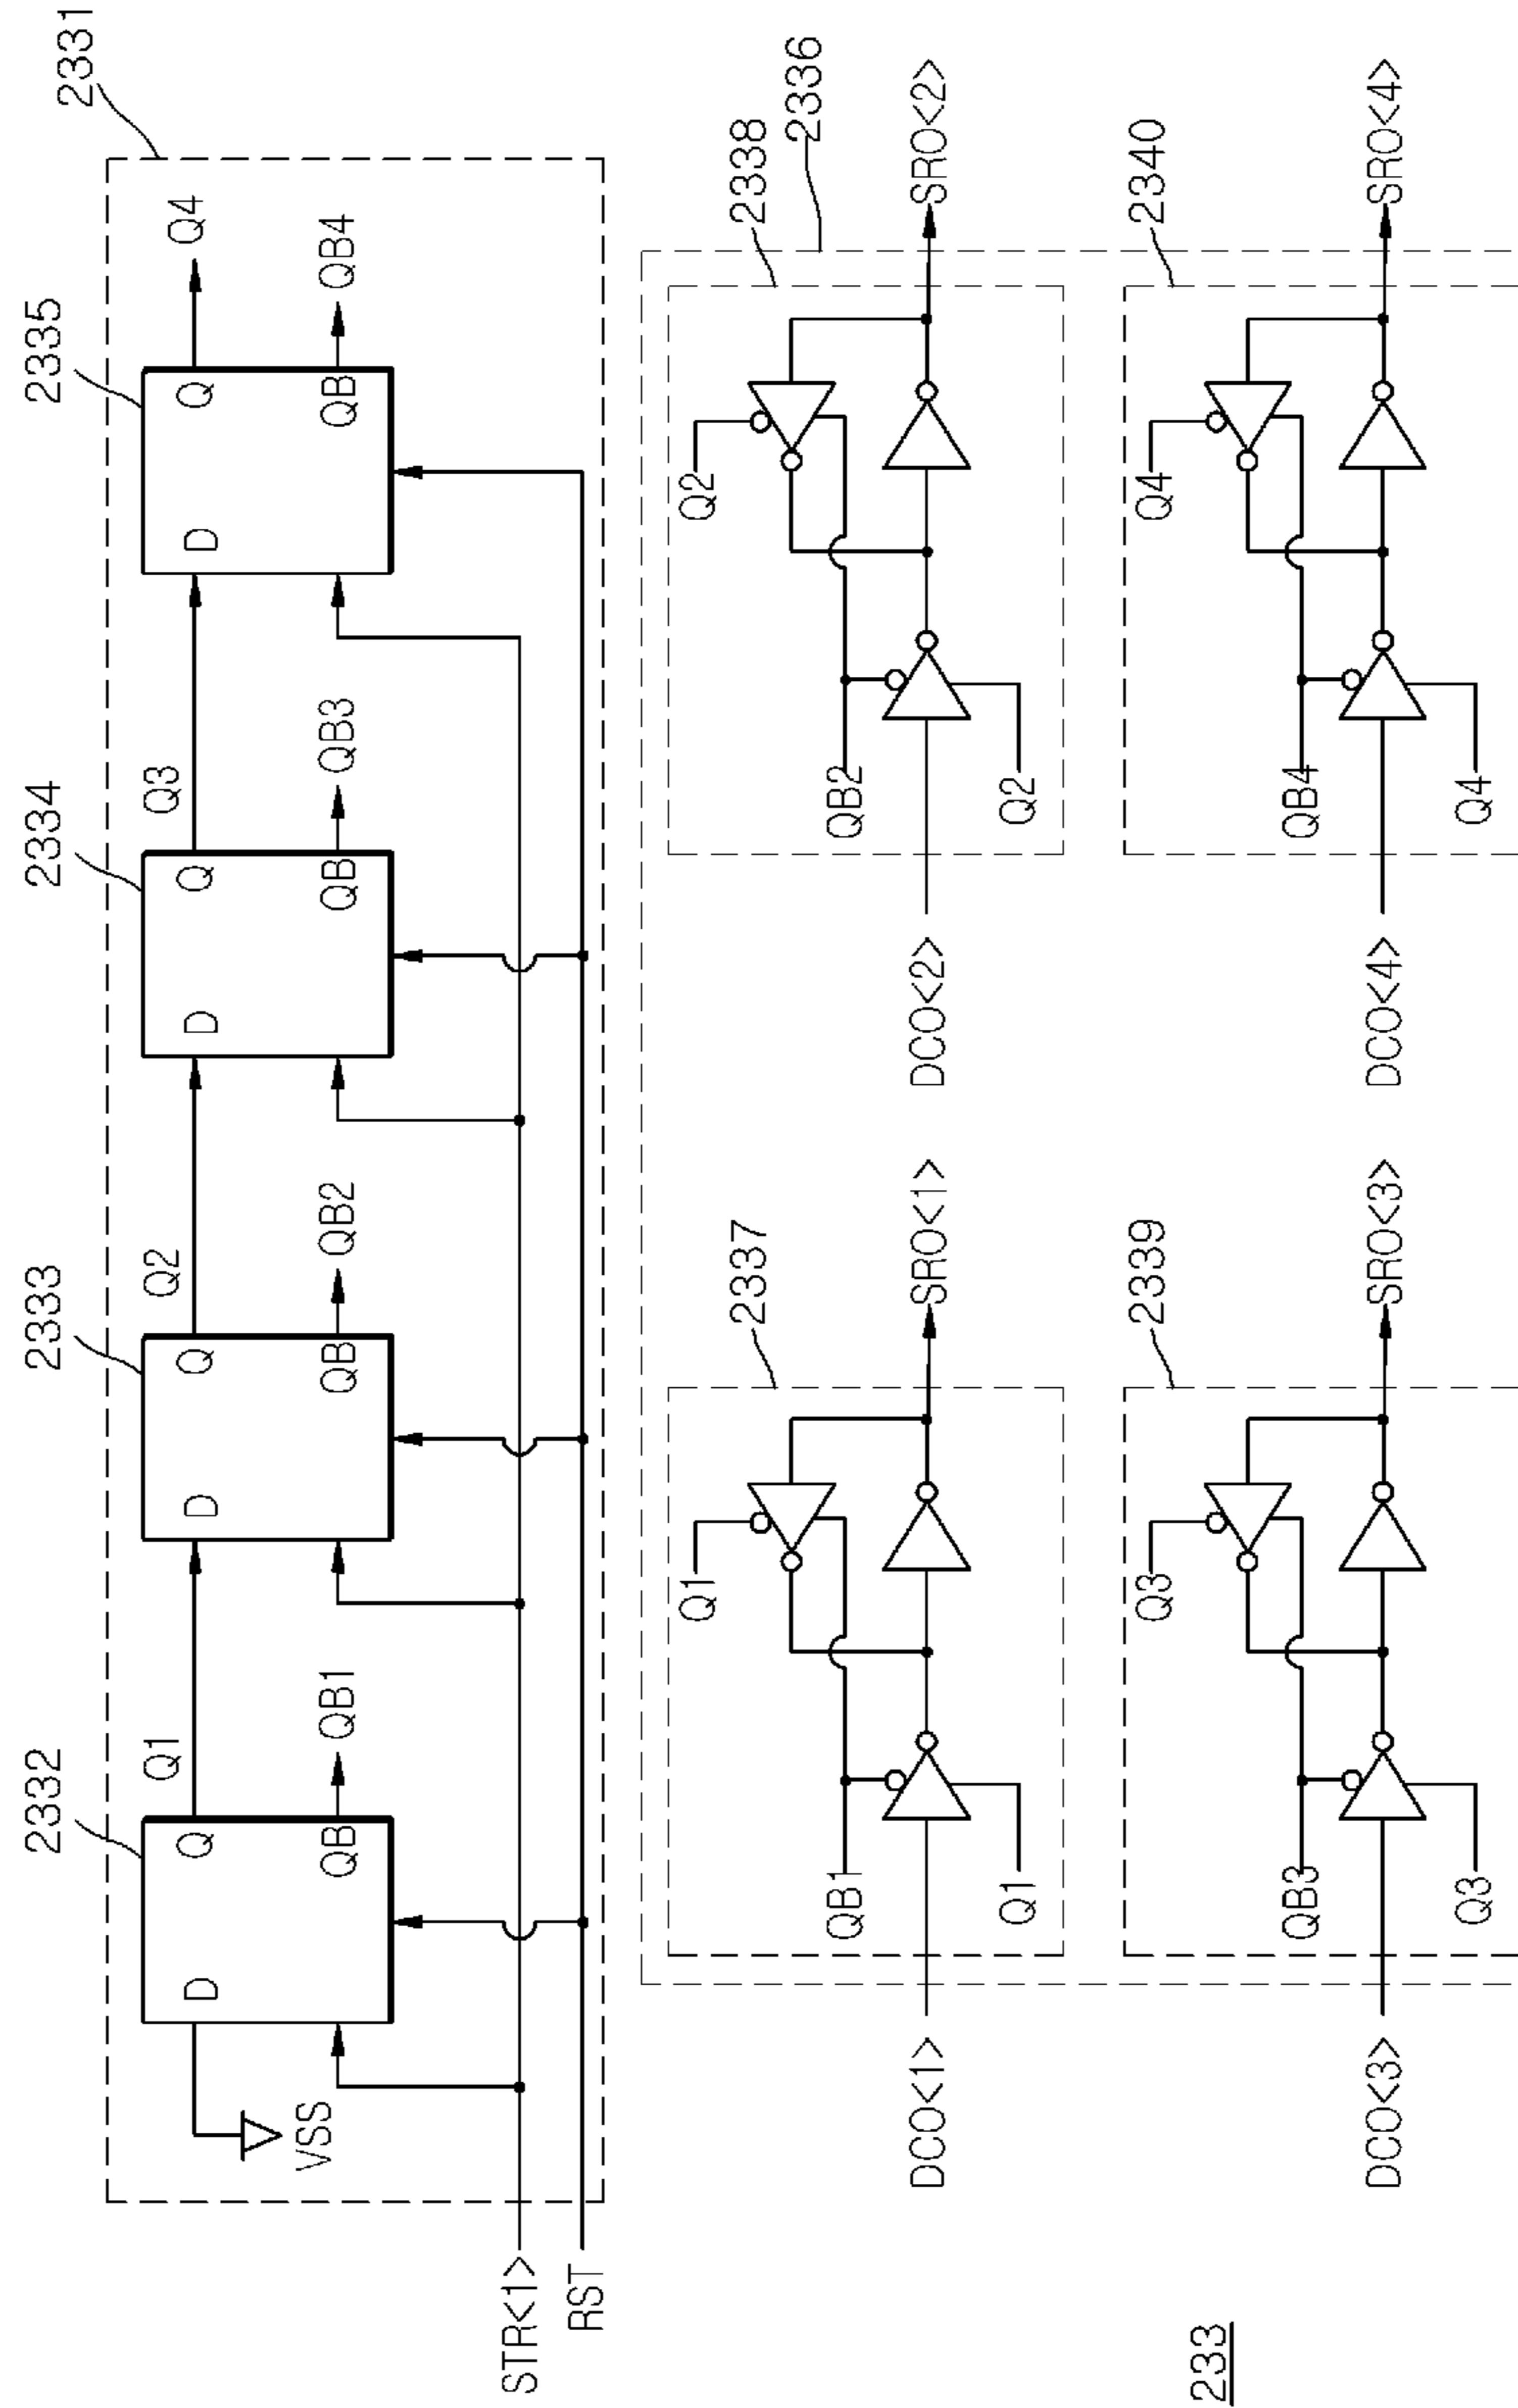 2331
2332
2333
2334
2335
Q1
Q2
Q3
Q4
D
Q
D
Q
D
Q
D
Q
QB
QB1
QB
QB2
QB
QB3
QB
QB4
VSS
STR<1>
RST
2336
2337
2338
Q1
Q2
QB1
QB2
DCO<1>
SRO<1>
DCO<2>
SRO<2>
Q1
Q2
2339
2340
Q3
Q4
QB3
QB4
DCO<3>
SRO<3>
DCO<4>
SRO<4>
Q3
Q4
233